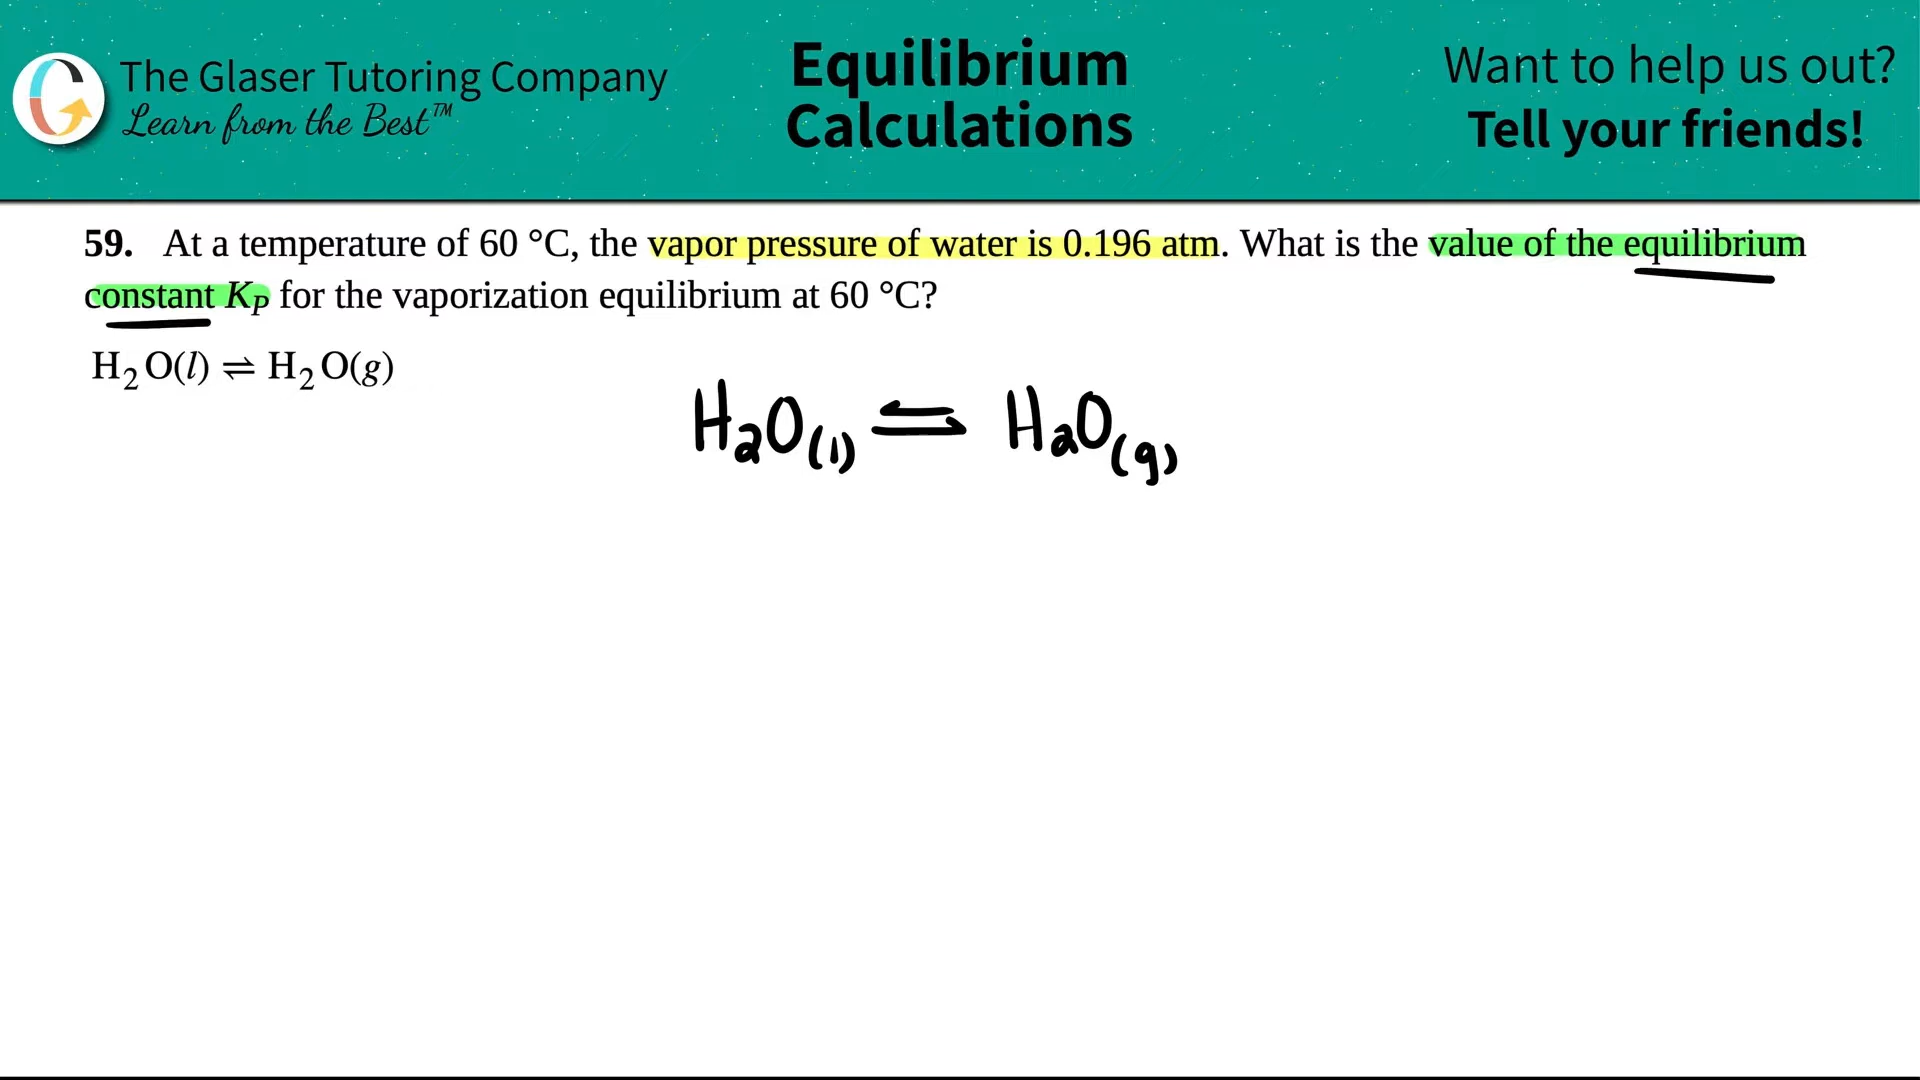 The Glaser Tutoring Company
Learn from the Best™
Equilibrium
Calculations
Want to help us out?
Tell your friends!
59. At a temperature of 60 °C, the vapor pressure of water is 0.196 atm. What is the value of the equilibrium
constant K_P for the vaporization equilibrium at 60 °C?
H₂O(l) ⇌ H₂O(g)
H₂O(l) ⇌ H₂O(g)